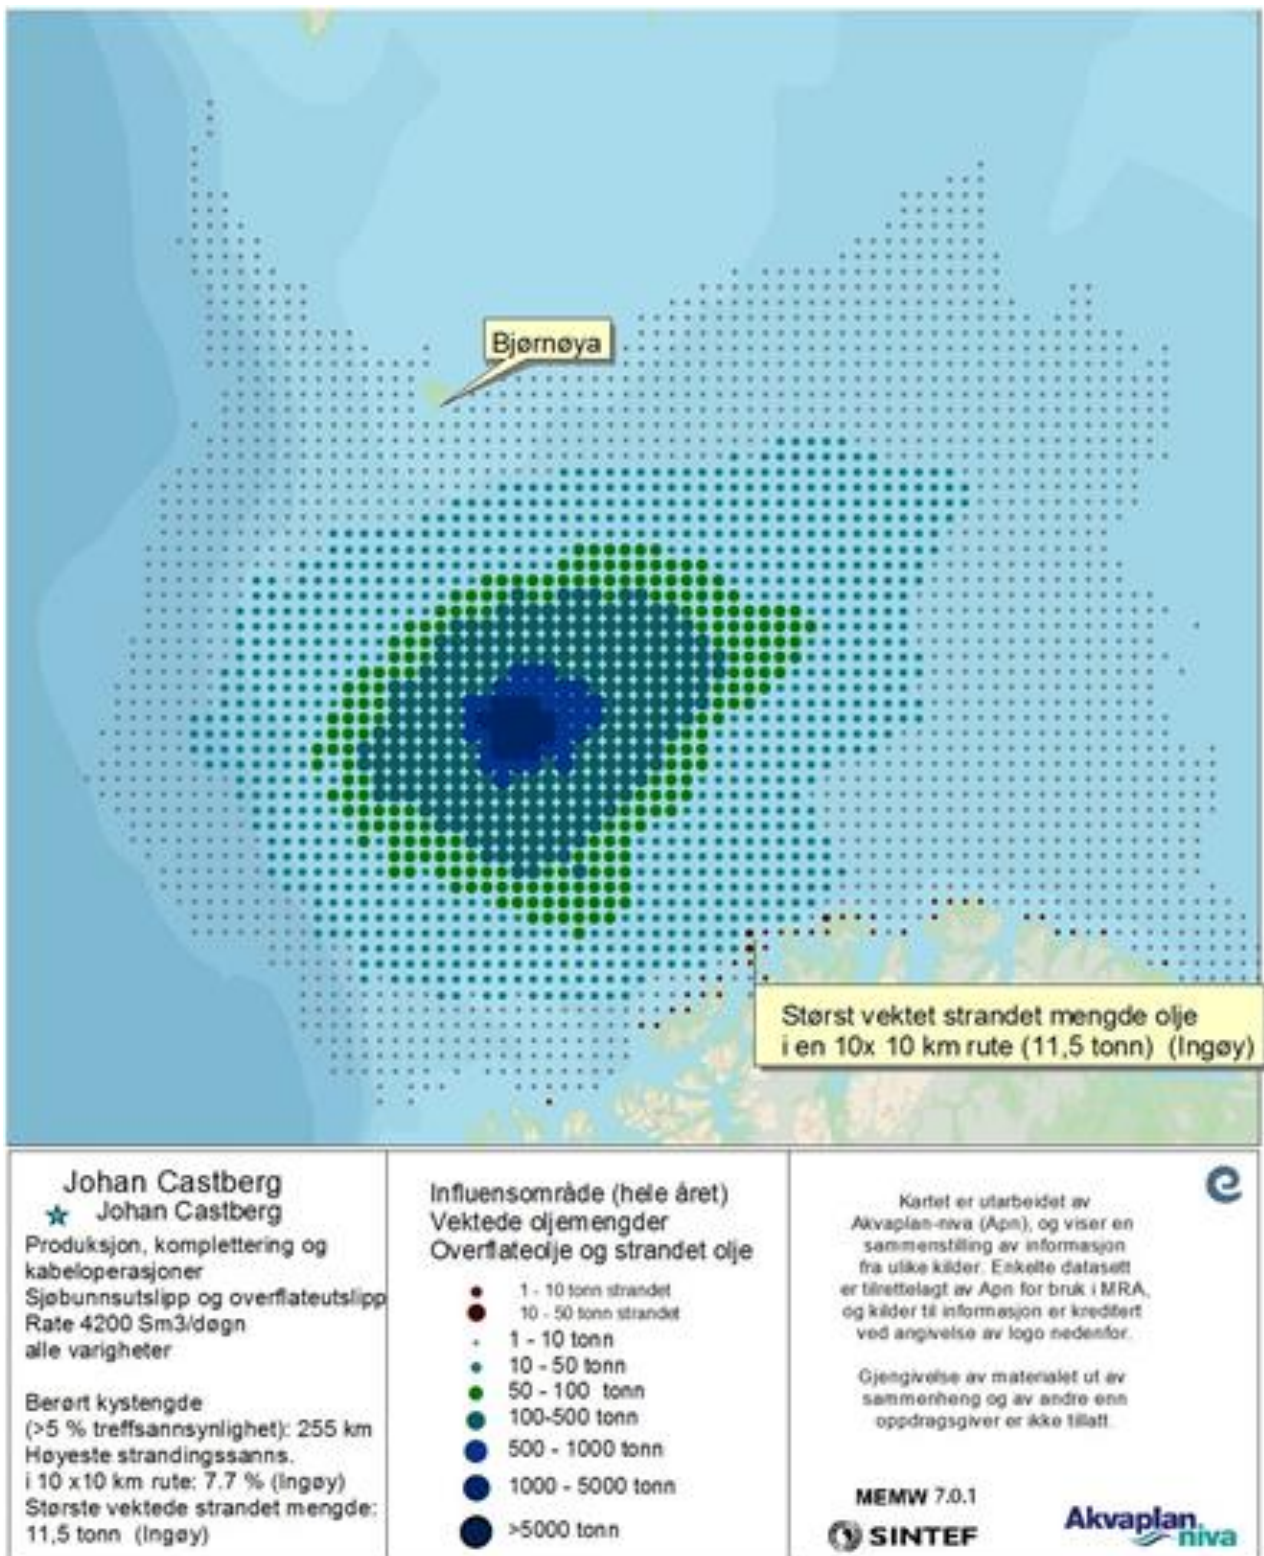 Bjørnøya
Størst vektet strandet mengde olje
i en 10x 10 km rute (11,5 tonn) (Ingøy)
Johan Castberg
Johan Castberg
Produksjon, komplettering og
kabeloperasjoner
Sjøbunnsutslipp og overflateutslipp
Rate 4200 Sm3/døgn
alle varigheter
Berørt kystengde
(>5 % treffsannsynlighet): 255 km
Høyeste strandingssanns.
i 10 x10 km rute: 7.7 % (Ingøy)
Største vektede strandet mengde:
11,5 tonn (Ingøy)
Influensområde (hele året)
Vektede oljemengder
Overflateolje og strandet olje
1 - 10 tonn strandet
10 - 50 tonn strandet
1 - 10 tonn
10 - 50 tonn
50 - 100 tonn
100-500 tonn
500 - 1000 tonn
1000 - 5000 tonn
>5000 tonn
Kartet er utarbeidet av
Akvaplan-niva (Apn), og viser en
sammenstilling av informasjon
fra ulike kilder. Enkelte datasett
er tilrettelagt av Apn for bruk i MRA,
og kilder til informasjon er kreditert
ved angivelse av logo nedenfor.
Gjengivelse av materialet ut av
sammenheng og av andre enn
oppdragsgiver er ikke tillatt.
MEMW 7.0.1
SINTEF
Akvaplan
niva